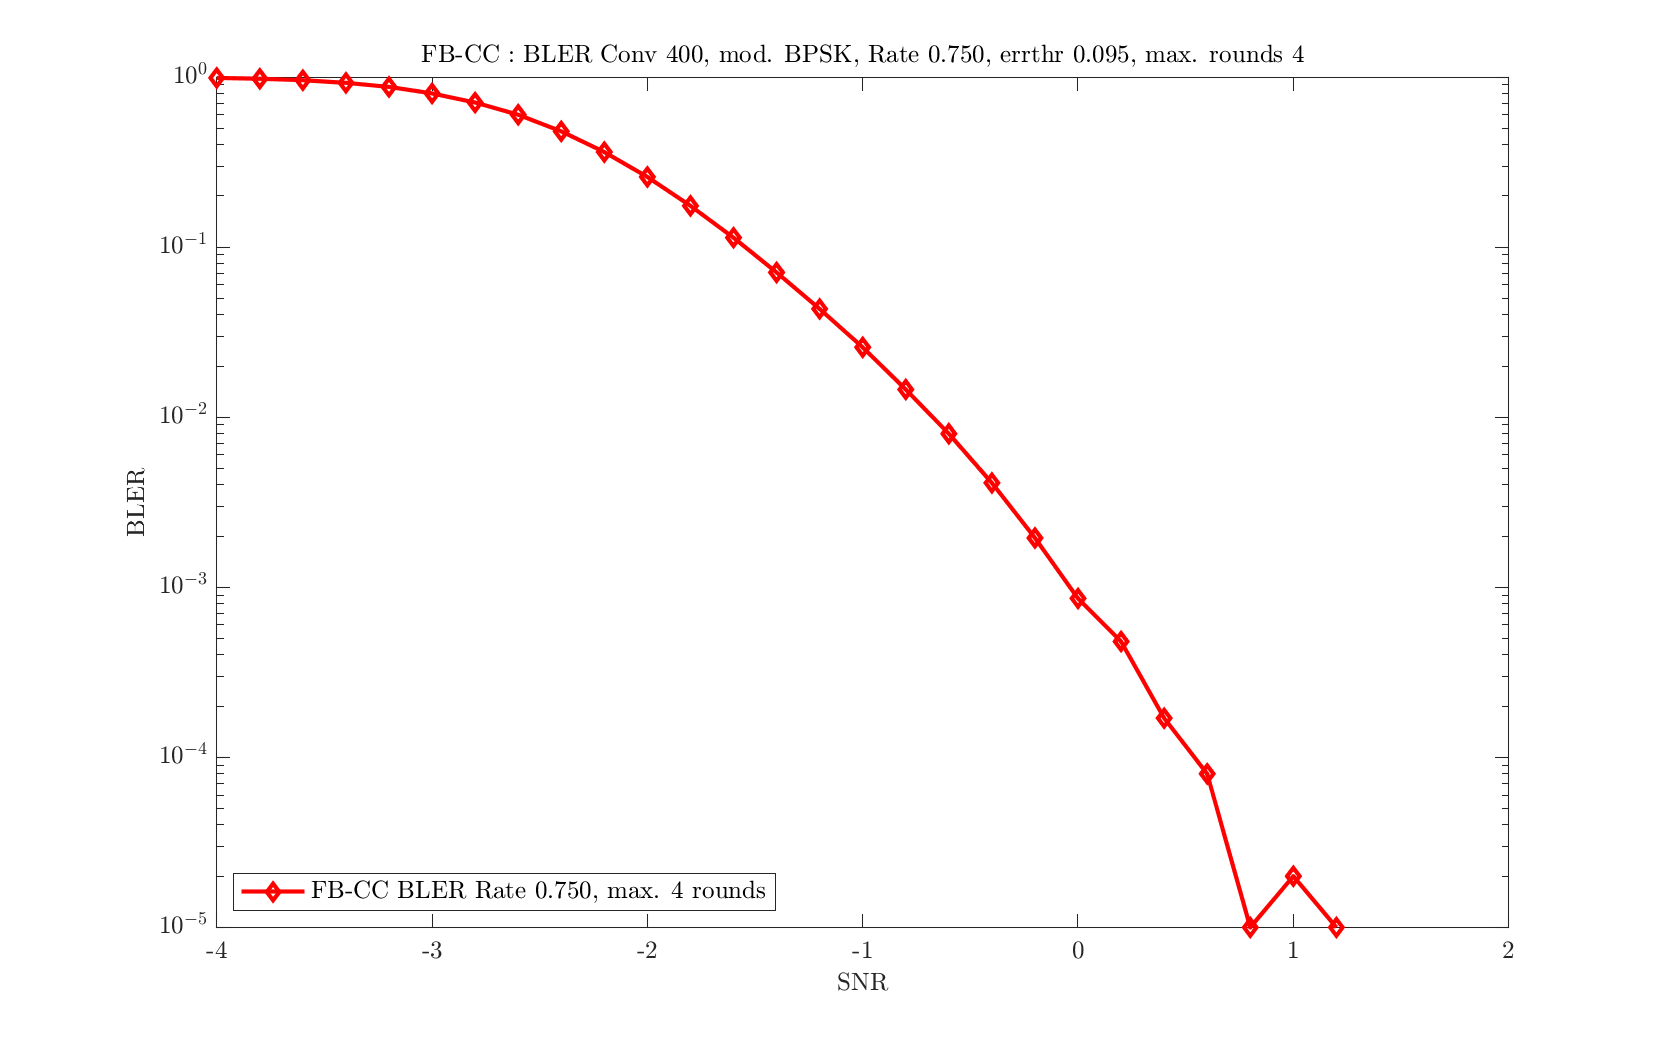 FB-CC : BLER Conv 400, mod. BPSK, Rate 0.750, errthr 0.095, max. rounds 4
10^0
10^-1
10^-2
10^-3
10^-4
10^-5
BLER
FB-CC BLER Rate 0.750, max. 4 rounds
-4 -3 -2 -1 0 1 2
SNR